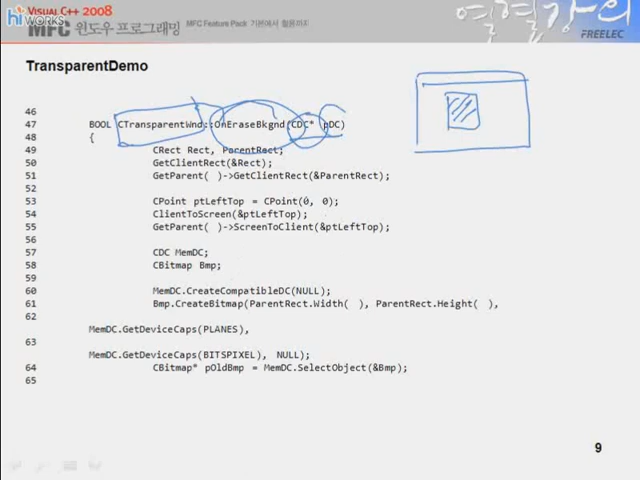 hiWORKS
VISUAL C++ 2008
MFC 윈도우 프로그래밍 MFC Feature Pack 기본에서 활용까지
열혈강의
FREELEC
TransparentDemo
46
47 BOOL CTransparentWnd::OnEraseBkgnd(CDC* pDC)
48 {
49 CRect Rect, ParentRect;
50 GetClientRect(&Rect);
51 GetParent( )->GetClientRect(&ParentRect);
52
53 CPoint ptLeftTop = CPoint(0, 0);
54 ClientToScreen(&ptLeftTop);
55 GetParent( )->ScreenToClient(&ptLeftTop);
56
57 CDC MemDC;
58 CBitmap Bmp;
59
60 MemDC.CreateCompatibleDC(NULL);
61 Bmp.CreateBitmap(ParentRect.Width( ), ParentRect.Height( ),
62
MemDC.GetDeviceCaps(PLANES),
63
MemDC.GetDeviceCaps(BITSPIXEL), NULL);
64 CBitmap* pOldBmp = MemDC.SelectObject(&Bmp);
65
9